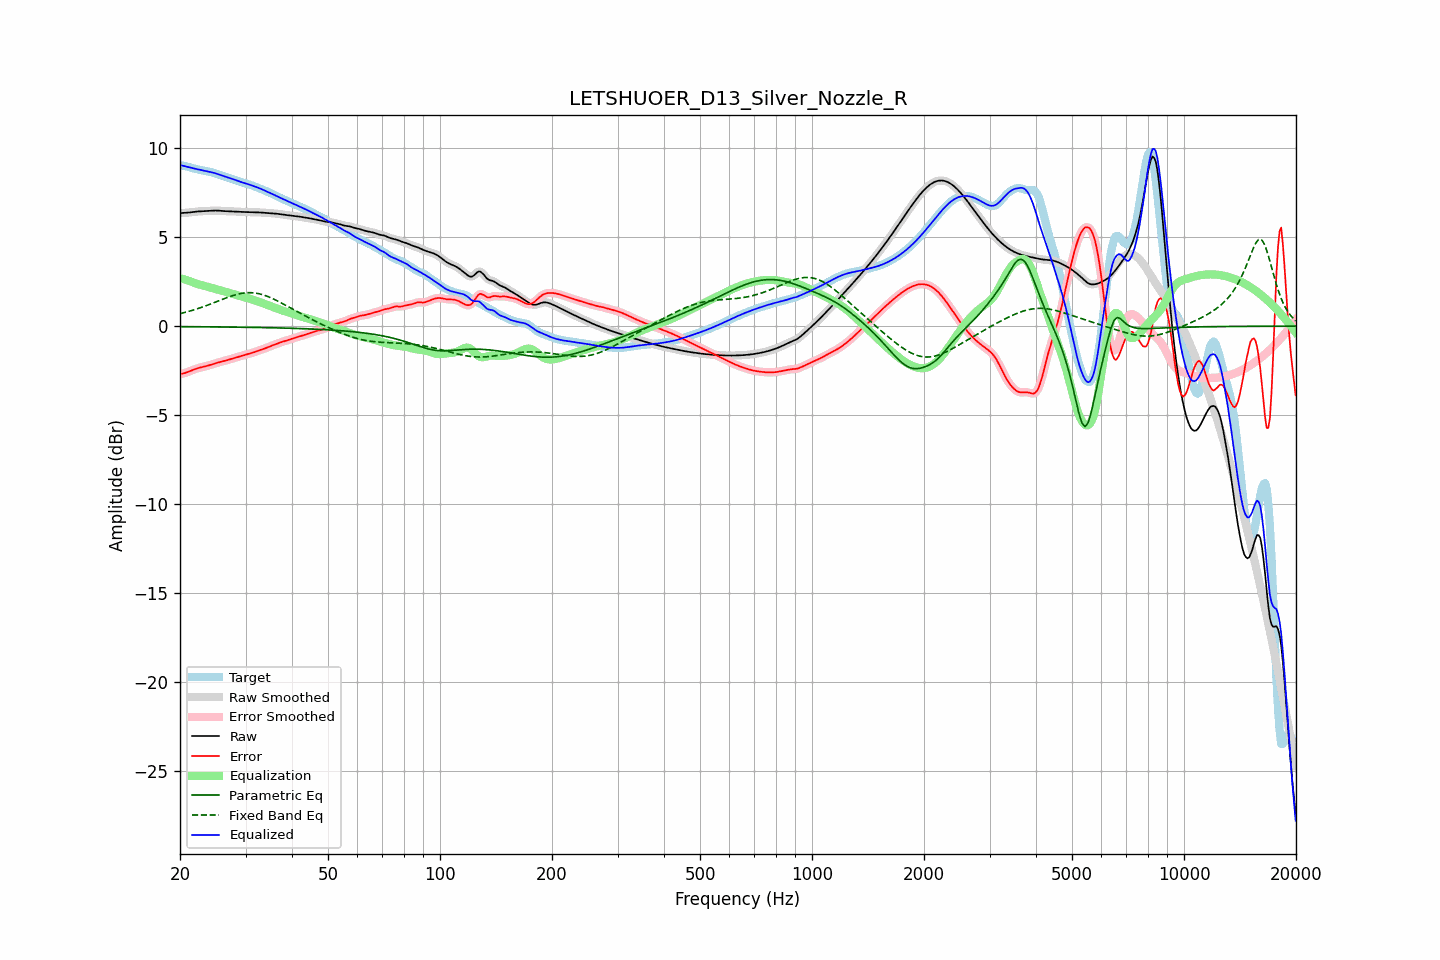 LETSHUOER_D13_Silver_Nozzle_R
10
5
0
−5
−10
−15
−20
−25
Amplitude (dBr)
Target
Raw Smoothed
Error Smoothed
Raw
Error
Equalization
Parametric Eq
Fixed Band Eq
Equalized
20 50 100 200 500 1000 2000 5000 10000 20000
Frequency (Hz)